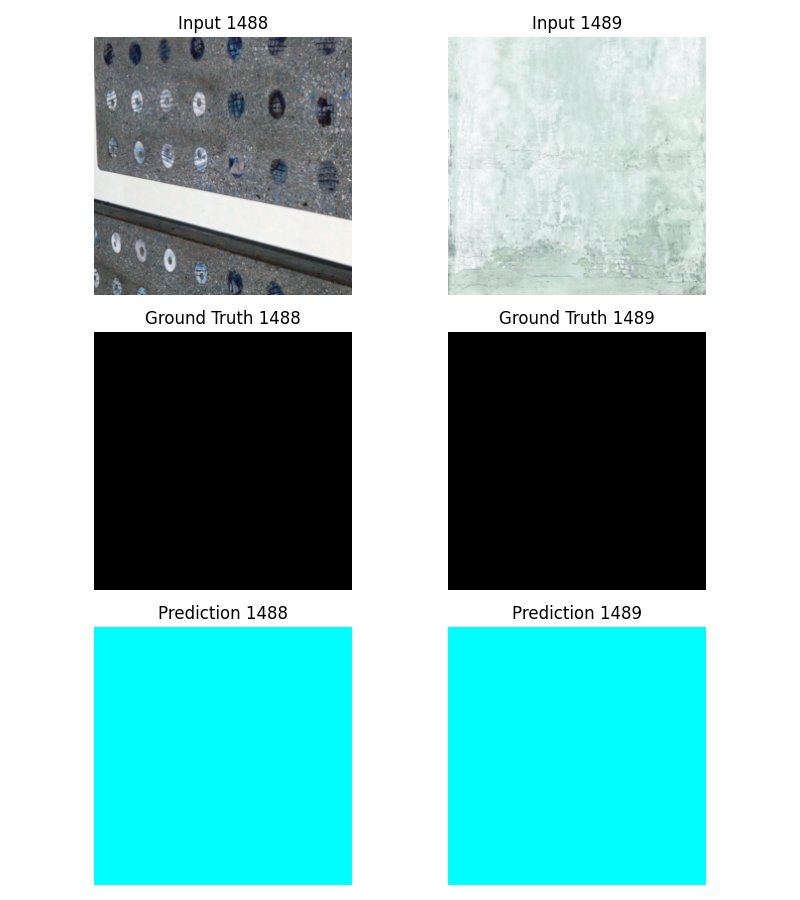 Input 1488
Input 1489
Ground Truth 1488
Ground Truth 1489
Prediction 1488
Prediction 1489